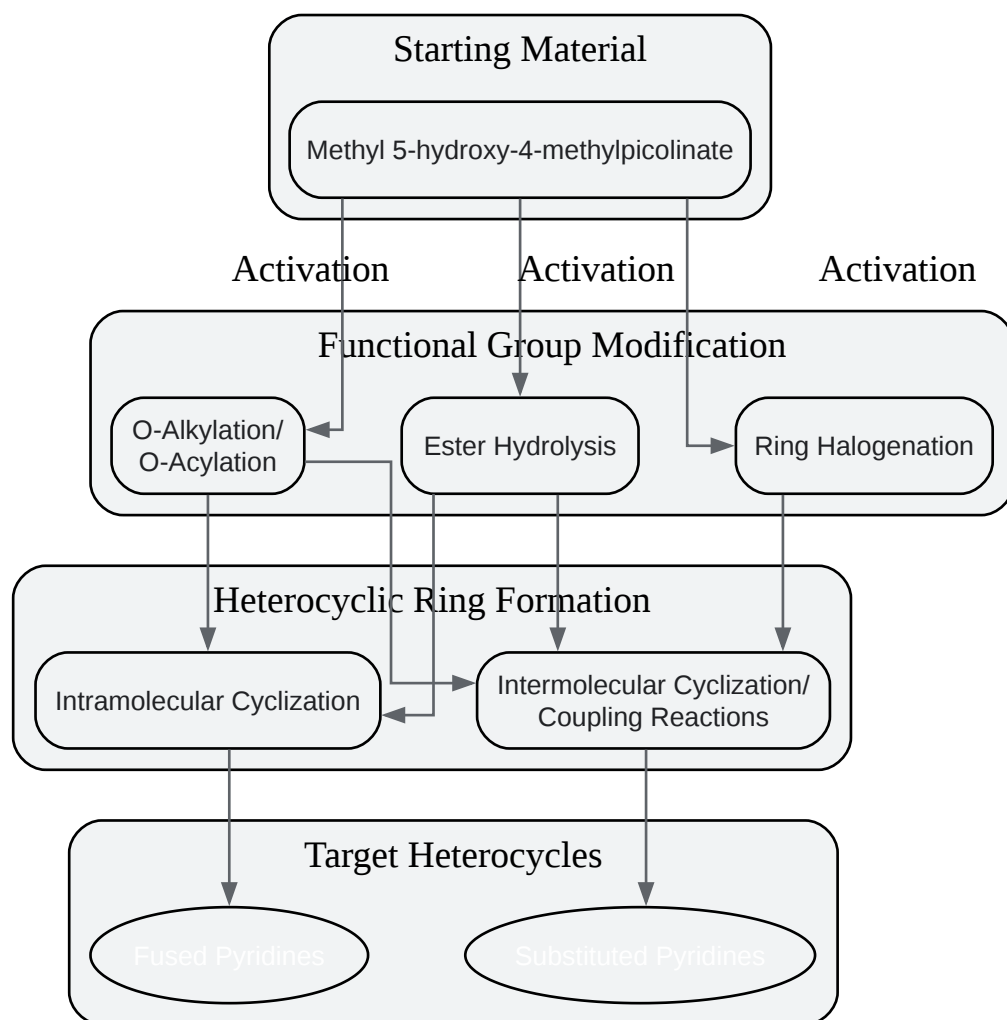 Starting Material
Methyl 5-hydroxy-4-methylpicolinate
Activation
Activation
Activation
Functional Group Modification
O-Alkylation/
O-Acylation
Ester Hydrolysis
Ring Halogenation
Heterocyclic Ring Formation
Intramolecular Cyclization
Intermolecular Cyclization/
Coupling Reactions
Target Heterocycles
Fused Pyridines
Substituted Pyridines